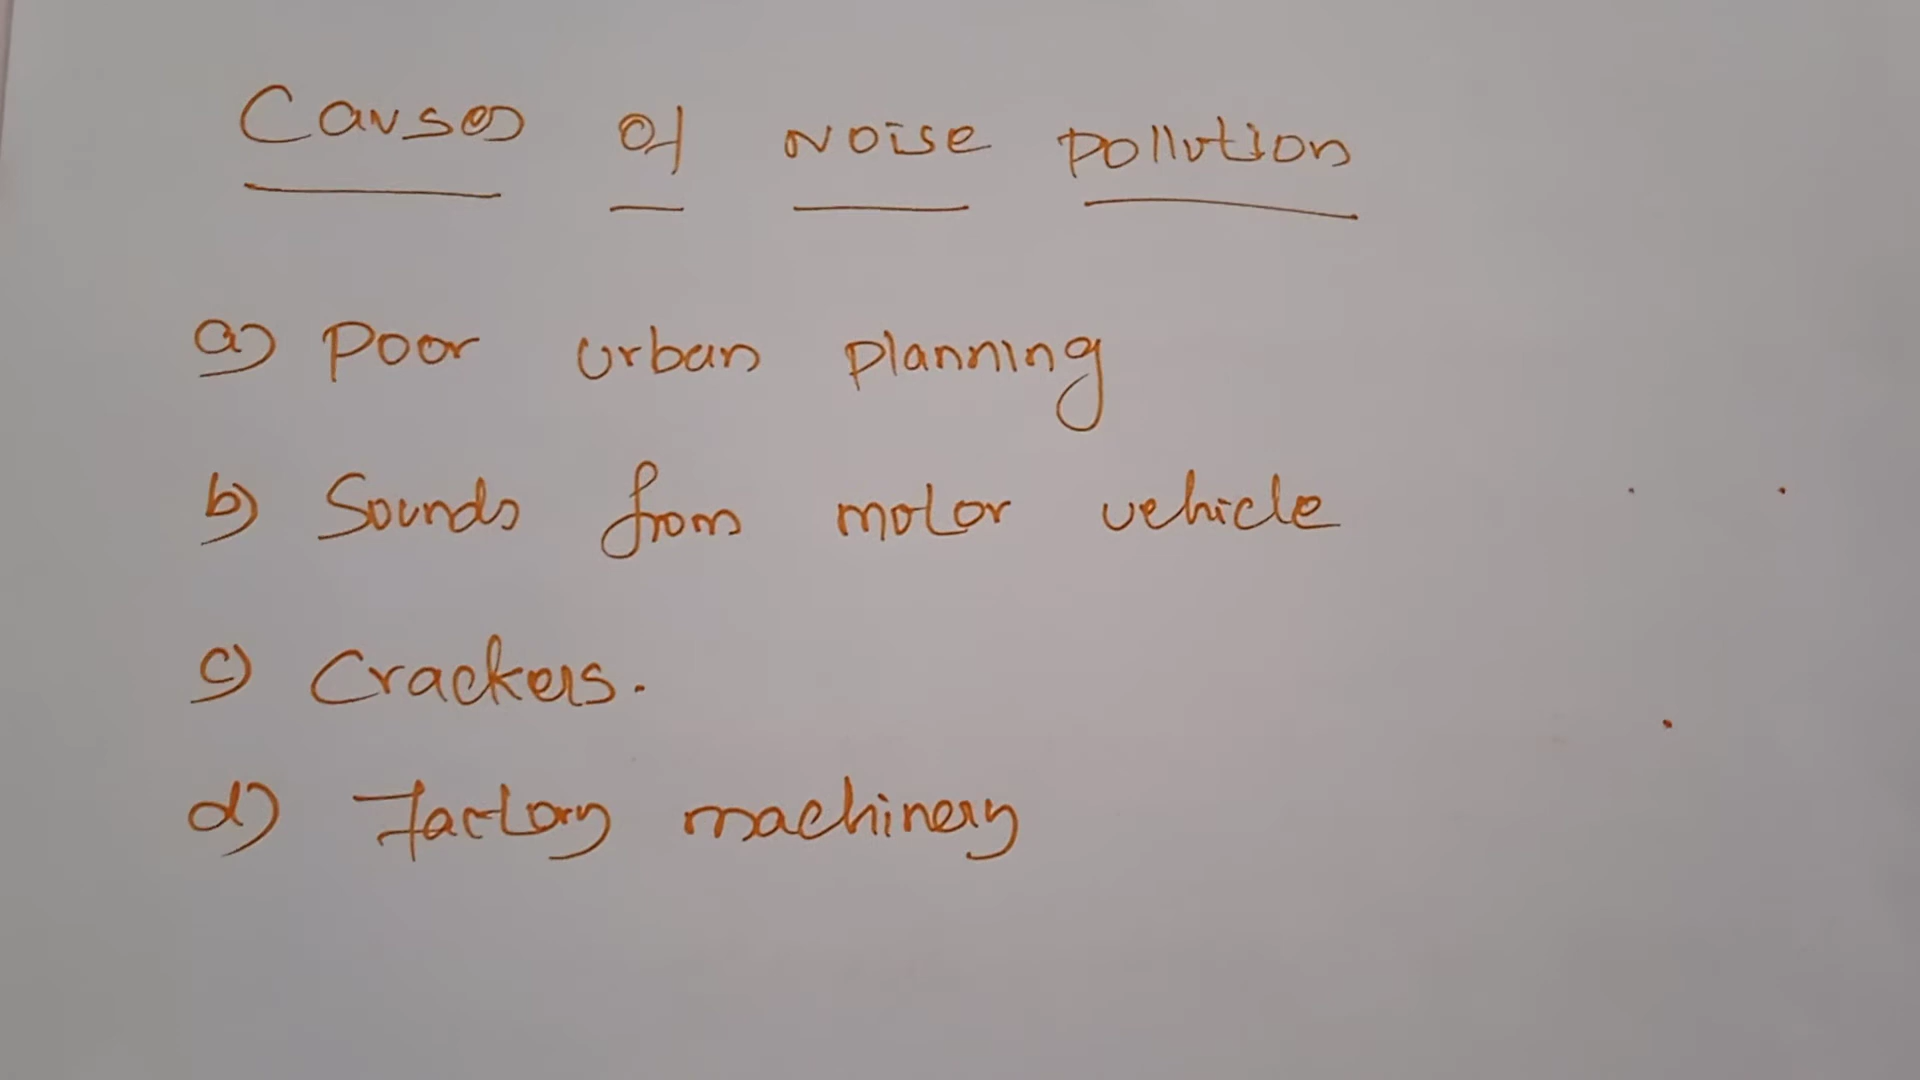 Causes of Noise pollution
a) Poor urban planning
b) Sounds from motor vehicle
c) Crackers.
d) Factory machinery